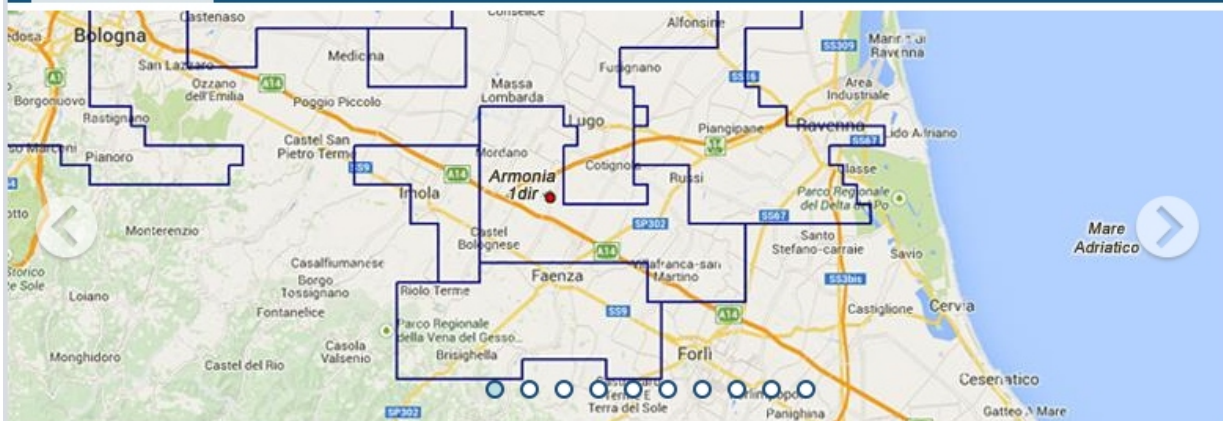 Castenaso
Conselice
Alfonsine
Bologna
SS309
Marin
Ravenna
Medicina
San Lazzaro
Fusignano
A1
Ozzano
dell'Emilia
A14
Massa
Lombarda
SS16
Area
Industriale
Borgonuovo
Poggio Piccolo
Rastignano
Lugo
Piangipane
Ravenna
Castel San
Pietro Terme
SS67
Marconi
Pianoro
SS9
Mordano
A14
Cotignola
Russi
Classe
Armonia
1dir
Imola
Parco Regionale
del Delta del Po
SP302
SS67
Monterenzio
Castel
Bolognese
Santo
Stefano-carraie
Mare
Adriatico
A14
Savio
Casalfiumanese
Faenza
Villafranca-san
Martino
Borgo
Tossignano
SS3bis
Loiano
Riolo Terme
Fontanelice
SS9
A14
Castiglione
Cervia
Parco Regionale
della Vena del Gesso...
Casola
Valsenio
Brisighella
Forlì
Monghidoro
Castel del Rio
Cesenatico
Terra del Sole
SP302
Panighina
Gatteo A Mare